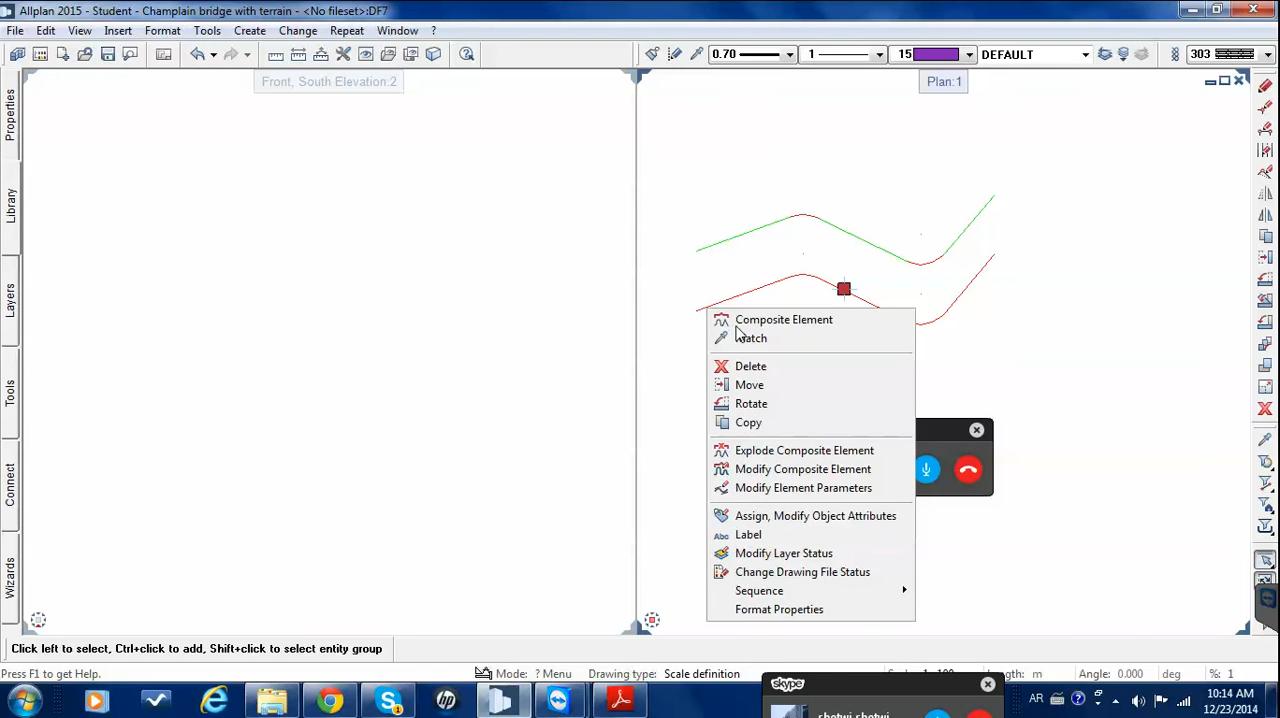 Allplan 2015 - Student - Champlain bridge with terrain - <No fileset>:DF7
File Edit View Insert Format Tools Create Change Repeat Window ?
0.70 1 15 DEFAULT 303
Front, South Elevation:2
Plan:1
Properties
Library
Layers
Tools
Connect
Wizards
Composite Element
Match
Delete
Move
Rotate
Copy
Explode Composite Element
Modify Composite Element
Modify Element Parameters
Assign, Modify Object Attributes
Abc Label
Modify Layer Status
Change Drawing File Status
Sequence
Format Properties
Click left to select, Ctrl+click to add, Shift+click to select entity group
Press F1 to get Help.
Mode: ? Menu
Drawing type: Scale definition
m
Angle: 0.000 deg
%: 1
skype
AR
10:14 AM
12/23/2014